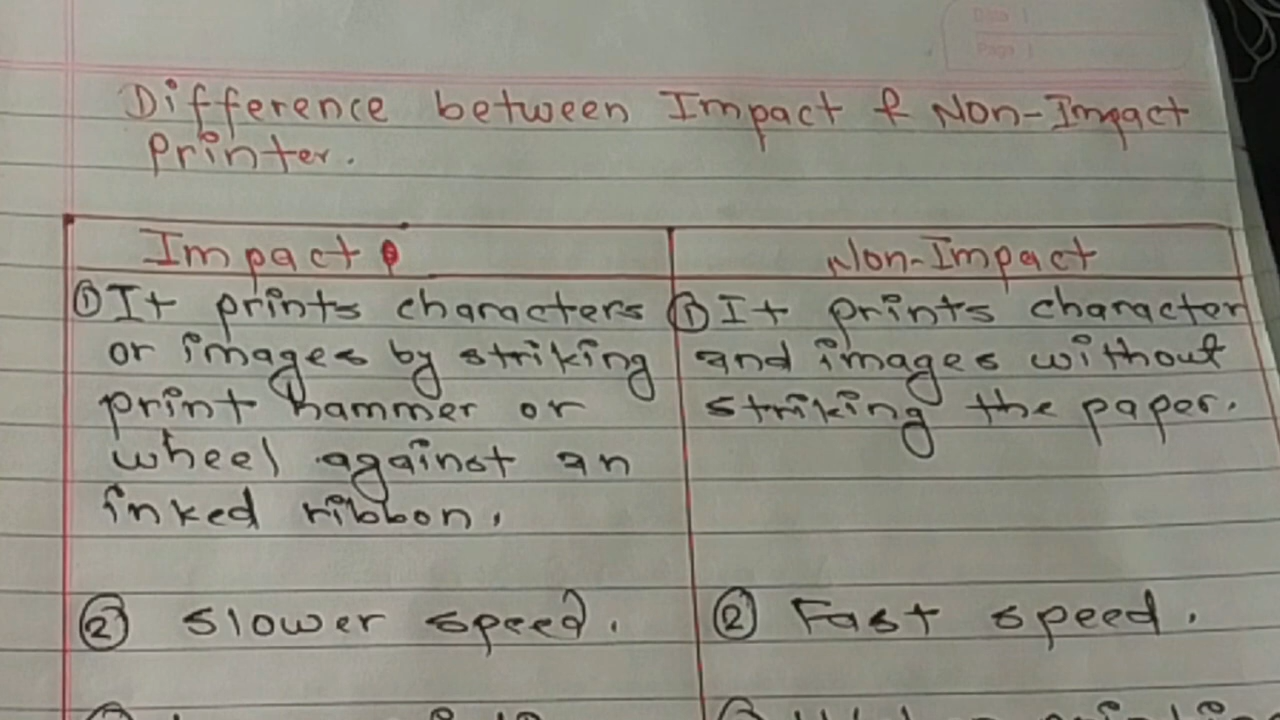 Date |
Page |
Difference between Impact & Non-Impact
Printer.
Impact
Non-Impact
① It prints characters
or images by striking
print hammer or
wheel against an
inked ribbon.
① It prints character
and images without
striking the paper.
② Slower speed.
② Fast speed.